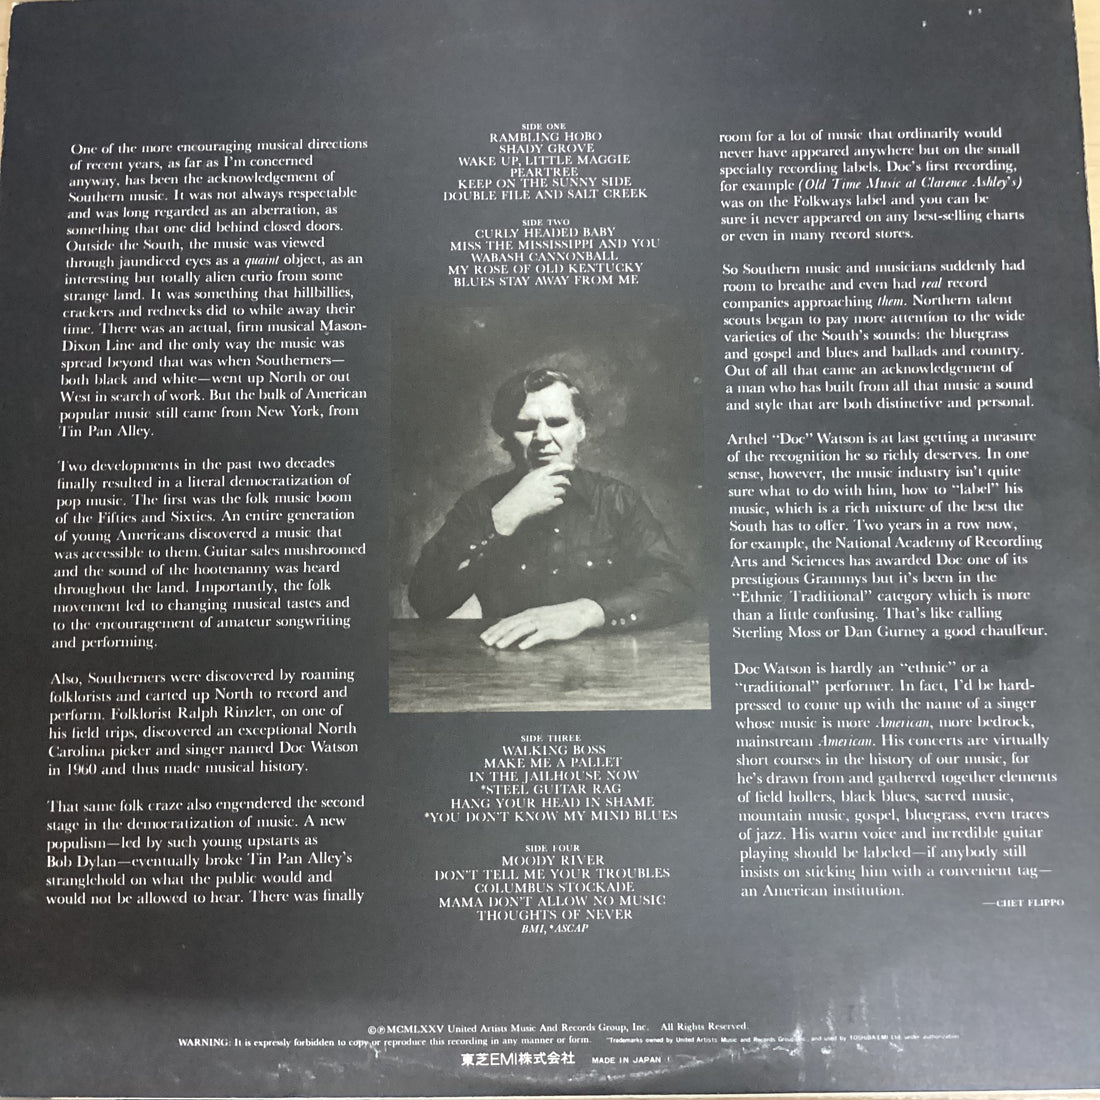 One of the more encouraging musical directions
of recent years, as far as I'm concerned
anyway, has been the acknowledgement of
Southern music. It was not always respectable
and was long regarded as an aberration, as
something that one did behind closed doors.
Outside the South, the music was viewed
through jaundiced eyes as a quaint object, as an
interesting but totally alien curio from some
strange land. It was something that hillbillies,
crackers and rednecks did to while away their
time. There was an actual, firm musical Mason-
Dixon Line and the only way the music was
spread beyond that was when Southerners—
both black and white—went up North or out
West in search of work. But the bulk of American
popular music still came from New York, from
Tin Pan Alley.
Two developments in the past two decades
finally resulted in a literal democratization of
pop music. The first was the folk music boom
of the Fifties and Sixties. An entire generation
of young Americans discovered a music that
was accessible to them. Guitar sales mushroomed
and the sound of the hootenanny was heard
throughout the land. Importantly, the folk
movement led to changing musical tastes and
to the encouragement of amateur songwriting
and performing.
Also, Southerners were discovered by roaming
folklorists and carted up North to record and
perform. Folklorist Ralph Rinzler, on one of
his field trips, discovered an exceptional North
Carolina picker and singer named Doc Watson
in 1960 and thus made musical history.
That same folk craze also engendered the second
stage in the democratization of music. A new
populism—led by such young upstarts as
Bob Dylan—eventually broke Tin Pan Alley's
stranglehold on what the public would and
would not be allowed to hear. There was finally
SIDE ONE
RAMBLING HOBO
SHADY GROVE
WAKE UP, LITTLE MAGGIE
PEARTREE
KEEP ON THE SUNNY SIDE
DOUBLE FILE AND SALT CREEK
SIDE TWO
CURLY HEADED BABY
MISS THE MISSISSIPPI AND YOU
WABASH CANNONBALL
MY ROSE OF OLD KENTUCKY
BLUES STAY AWAY FROM ME
SIDE THREE
WALKING BOSS
MAKE ME A PALLET
IN THE JAILHOUSE NOW
*STEEL GUITAR RAG
HANG YOUR HEAD IN SHAME
*YOU DON'T KNOW MY MIND BLUES
SIDE FOUR
MOODY RIVER
DON'T TELL ME YOUR TROUBLES
COLUMBUS STOCKADE
MAMA DON'T ALLOW NO MUSIC
THOUGHTS OF NEVER
BMI, *ASCAP
room for a lot of music that ordinarily would
never have appeared anywhere but on the small
specialty recording labels. Doc's first recording,
for example (Old Time Music at Clarence Ashley's)
was on the Folkways label and you can be
sure it never appeared on any best-selling charts
or even in many record stores.
So Southern music and musicians suddenly had
room to breathe and even had real record
companies approaching them. Northern talent
scouts began to pay more attention to the wide
varieties of the South's sounds: the bluegrass
and gospel and blues and ballads and country.
Out of all that came an acknowledgement of
a man who has built from all that music a sound
and style that are both distinctive and personal.
Arthel "Doc" Watson is at last getting a measure
of the recognition he so richly deserves. In one
sense, however, the music industry isn't quite
sure what to do with him, how to "label" his
music, which is a rich mixture of the best the
South has to offer. Two years in a row now,
for example, the National Academy of Recording
Arts and Sciences has awarded Doc one of its
prestigious Grammys but it's been in the
"Ethnic Traditional" category which is more
than a little confusing. That's like calling
Sterling Moss or Dan Gurney a good chauffeur.
Doc Watson is hardly an "ethnic" or a
"traditional" performer. In fact, I'd be hard-
pressed to come up with the name of a singer
whose music is more American, more bedrock,
mainstream American. His concerts are virtually
short courses in the history of our music, for
he's drawn from and gathered together elements
of field hollers, black blues, sacred music,
mountain music, gospel, bluegrass, even traces
of jazz. His warm voice and incredible guitar
playing should be labeled—if anybody still
insists on sticking him with a convenient tag—
an American institution.
—CHET FLIPPO
©℗MCMLXXV United Artists Music And Records Group, Inc. All Rights Reserved.
WARNING: It is expressly forbidden to copy or reproduce this recording in any manner or form. "Trademarks owned by United Artists Music and Records Group, Inc. and used by TOSHIBA EMI Ltd. under authorization
東芝EMI株式会社 MADE IN JAPAN